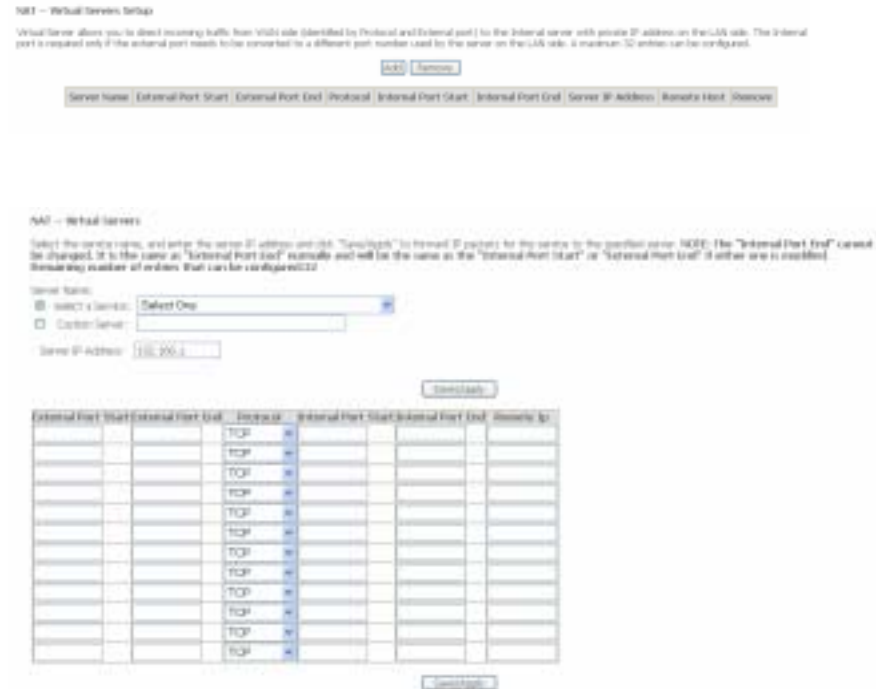 NAT -- Virtual Servers Setup
Virtual Server allows you to direct incoming traffic from WAN side (identified by Protocol and External port) to the Internal server with private IP address on the LAN side. The Internal
port is required only if the external port needs to be converted to a different port number used by the server on the LAN side. A maximum 32 entries can be configured.
Add Remove
Server Name External Port Start External Port End Protocol Internal Port Start Internal Port End Server IP Address Remote Host Remove
NAT -- Virtual Servers
Select the service name, and enter the server IP address and click "Save/Apply" to forward IP packets for this service to the specified server. NOTE: The "Internal Port End" cannot
be changed. It is the same as "External Port End" normally and will be the same as the "Internal Port Start" or "External Port End" if either one is modified.
Remaining number of entries that can be configured:32
Server Name:
Select a Service: Select One
Custom Server:
Server IP Address: 192.168.1.
Save/Apply
External Port Start External Port End Protocol Internal Port Start Internal Port End Remote Ip
TCP
TCP
TCP
TCP
TCP
TCP
TCP
TCP
TCP
TCP
TCP
TCP
Save/Apply